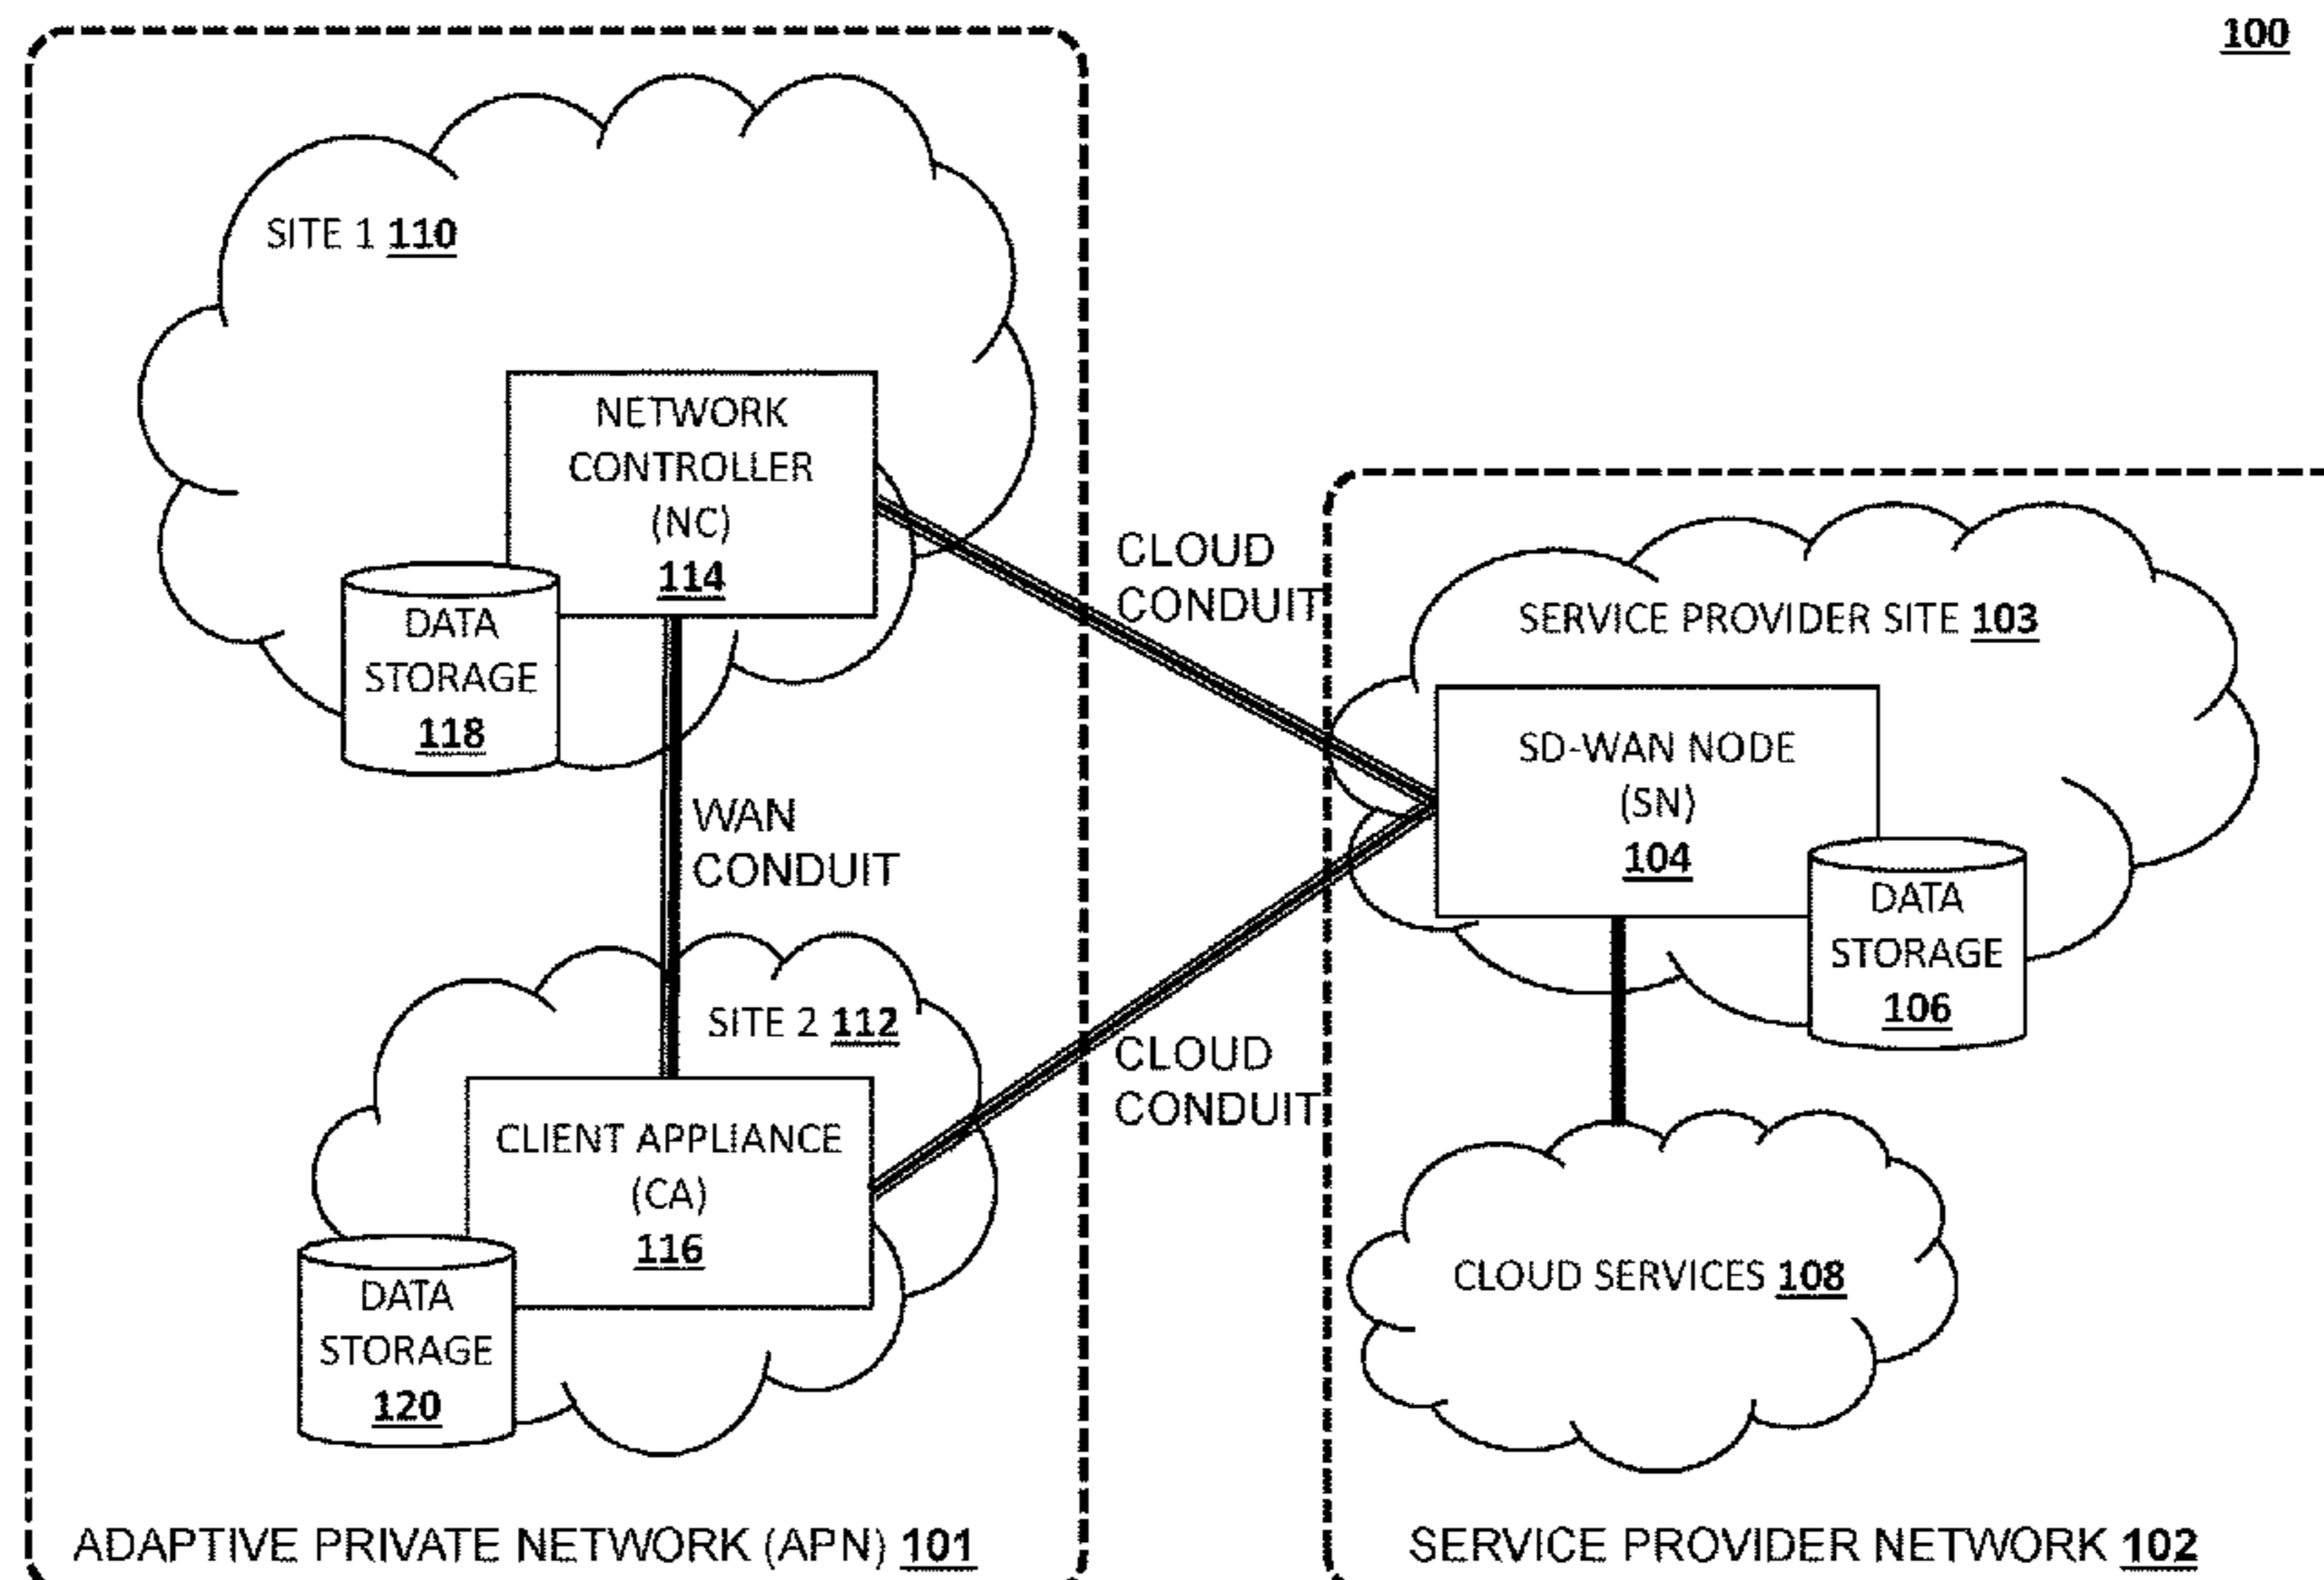 100
SITE 1 110
NETWORK
CONTROLLER
(NC)
114
DATA
STORAGE
118
WAN
CONDUIT
CLOUD
CONDUIT
SITE 2 112
CLIENT APPLIANCE
(CA)
116
DATA
STORAGE
120
CLOUD
CONDUIT
ADAPTIVE PRIVATE NETWORK (APN) 101
SERVICE PROVIDER SITE 103
SD-WAN NODE
(SN)
104
DATA
STORAGE
106
CLOUD SERVICES 108
SERVICE PROVIDER NETWORK 102